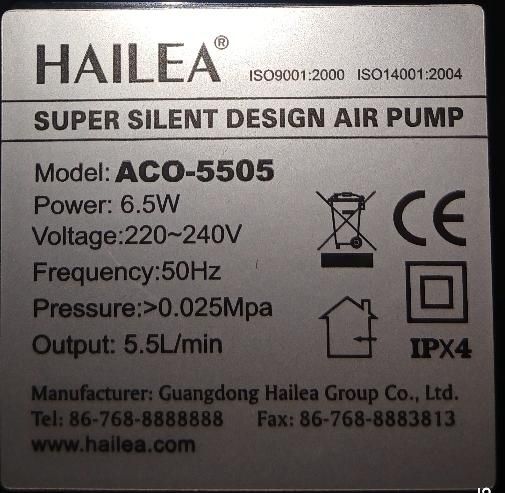 HAILEA® ISO9001:2000 ISO14001:2004
SUPER SILENT DESIGN AIR PUMP
Model: ACO-5505
Power: 6.5W
Voltage:220~240V
Frequency:50Hz
Pressure:>0.025Mpa
Output: 5.5L/min
CE
IPX4
Manufacturer: Guangdong Hailea Group Co., Ltd.
Tel: 86-768-8888888 Fax: 86-768-8883813
www.hailea.com